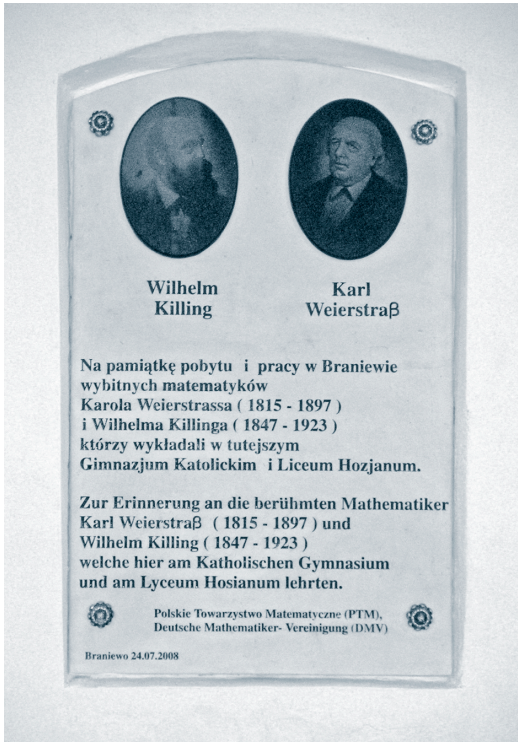 Wilhelm
Killing
Karl
Weierstraß
Na pamiątkę pobytu i pracy w Braniewie
wybitnych matematyków
Karola Weierstrassa ( 1815 - 1897 )
i Wilhelma Killinga ( 1847 - 1923 )
którzy wykładali w tutejszym
Gimnazjum Katolickim i Liceum Hozjanum.
Zur Erinnerung an die berühmten Mathematiker
Karl Weierstraß ( 1815 - 1897 ) und
Wilhelm Killing ( 1847 - 1923 )
welche hier am Katholischen Gymnasium
und am Lyceum Hosianum lehrten.
Polskie Towarzystwo Matematyczne (PTM),
Deutsche Mathematiker- Vereinigung (DMV)
Braniewo 24.07.2008